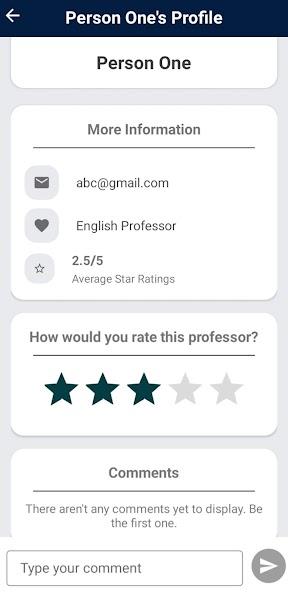 Person One's Profile
Person One
More Information
abc@gmail.com
English Professor
2.5/5
Average Star Ratings
How would you rate this professor?
Comments
There aren't any comments yet to display. Be
the first one.
Type your comment